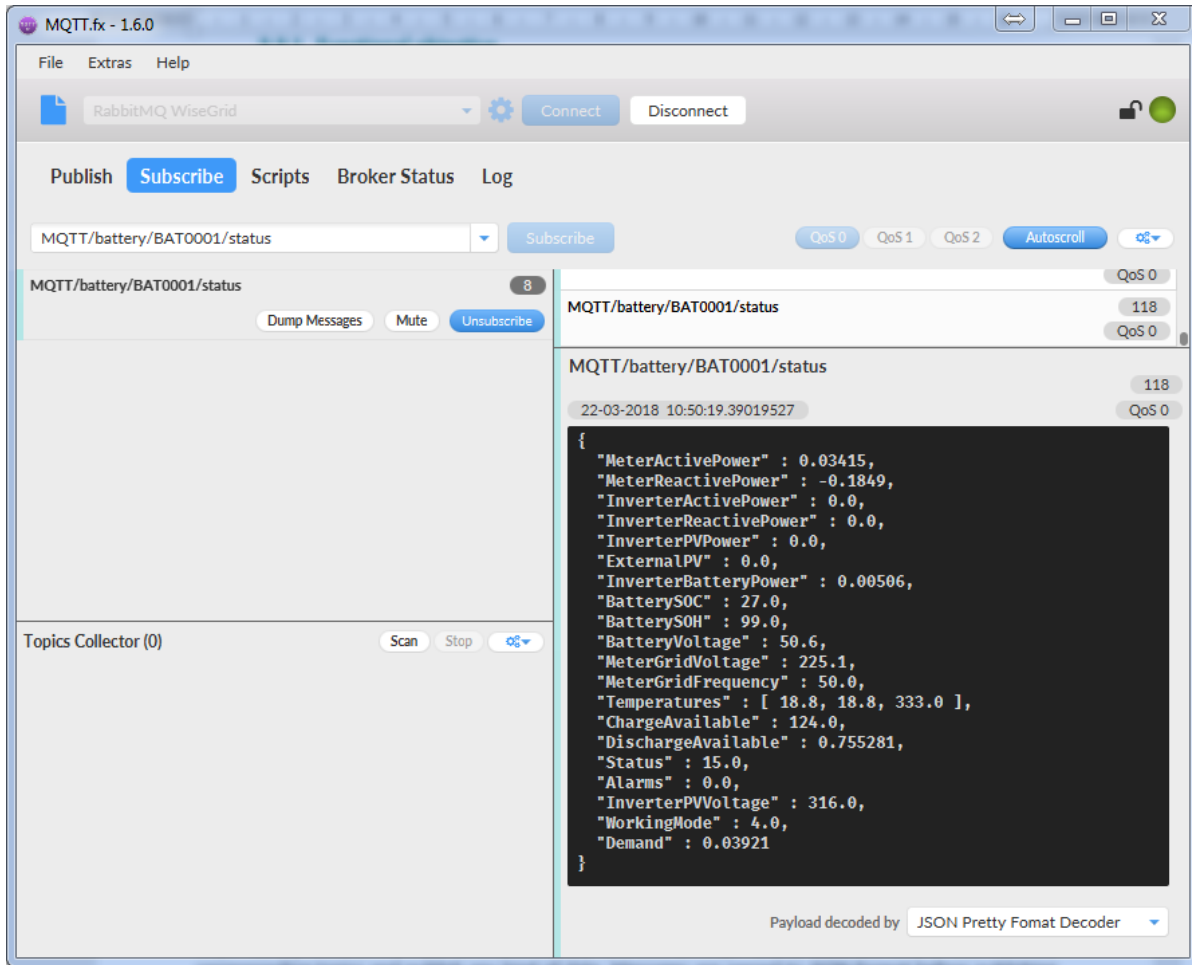 MQTT.fx - 1.6.0
File Extras Help
RabbitMQ WiseGrid Connect Disconnect
Publish Subscribe Scripts Broker Status Log
MQTT/battery/BAT0001/status Subscribe QoS 0 QoS 1 QoS 2 Autoscroll
MQTT/battery/BAT0001/status 8
Dump Messages Mute Unsubscribe
QoS 0
MQTT/battery/BAT0001/status 118
QoS 0
MQTT/battery/BAT0001/status
118
22-03-2018 10:50:19.39019527 QoS 0
{
"MeterActivePower" : 0.03415,
"MeterReactivePower" : -0.1849,
"InverterActivePower" : 0.0,
"InverterReactivePower" : 0.0,
"InverterPVPower" : 0.0,
"ExternalPV" : 0.0,
"InverterBatteryPower" : 0.00506,
"BatterySOC" : 27.0,
"BatterySOH" : 99.0,
"BatteryVoltage" : 50.6,
"MeterGridVoltage" : 225.1,
"MeterGridFrequency" : 50.0,
"Temperatures" : [ 18.8, 18.8, 333.0 ],
"ChargeAvailable" : 124.0,
"DischargeAvailable" : 0.755281,
"Status" : 15.0,
"Alarms" : 0.0,
"InverterPVVoltage" : 316.0,
"WorkingMode" : 4.0,
"Demand" : 0.03921
}
Topics Collector (0) Scan Stop
Payload decoded by JSON Pretty Fomat Decoder